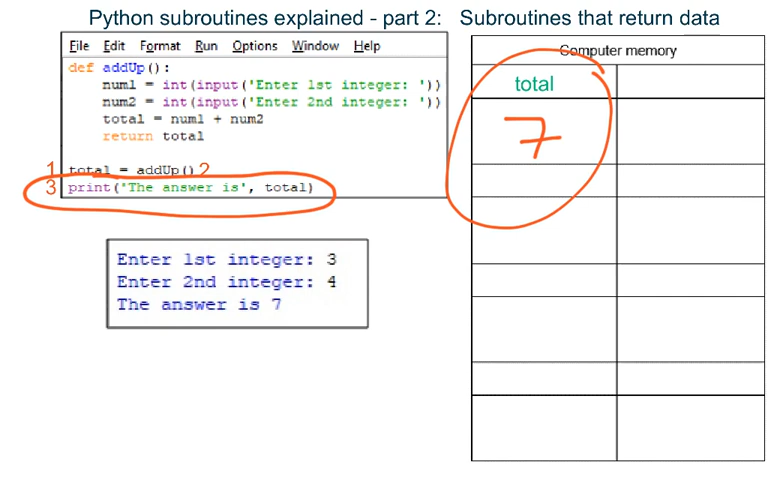 Python subroutines explained - part 2: Subroutines that return data
File Edit Format Run Options Window Help
def addUp():
    num1 = int(input('Enter 1st integer: '))
    num2 = int(input('Enter 2nd integer: '))
    total = num1 + num2
    return total
1 total = addUp() 2
3 print('The answer is', total)
Enter 1st integer: 3
Enter 2nd integer: 4
The answer is 7
Computer memory
total
7